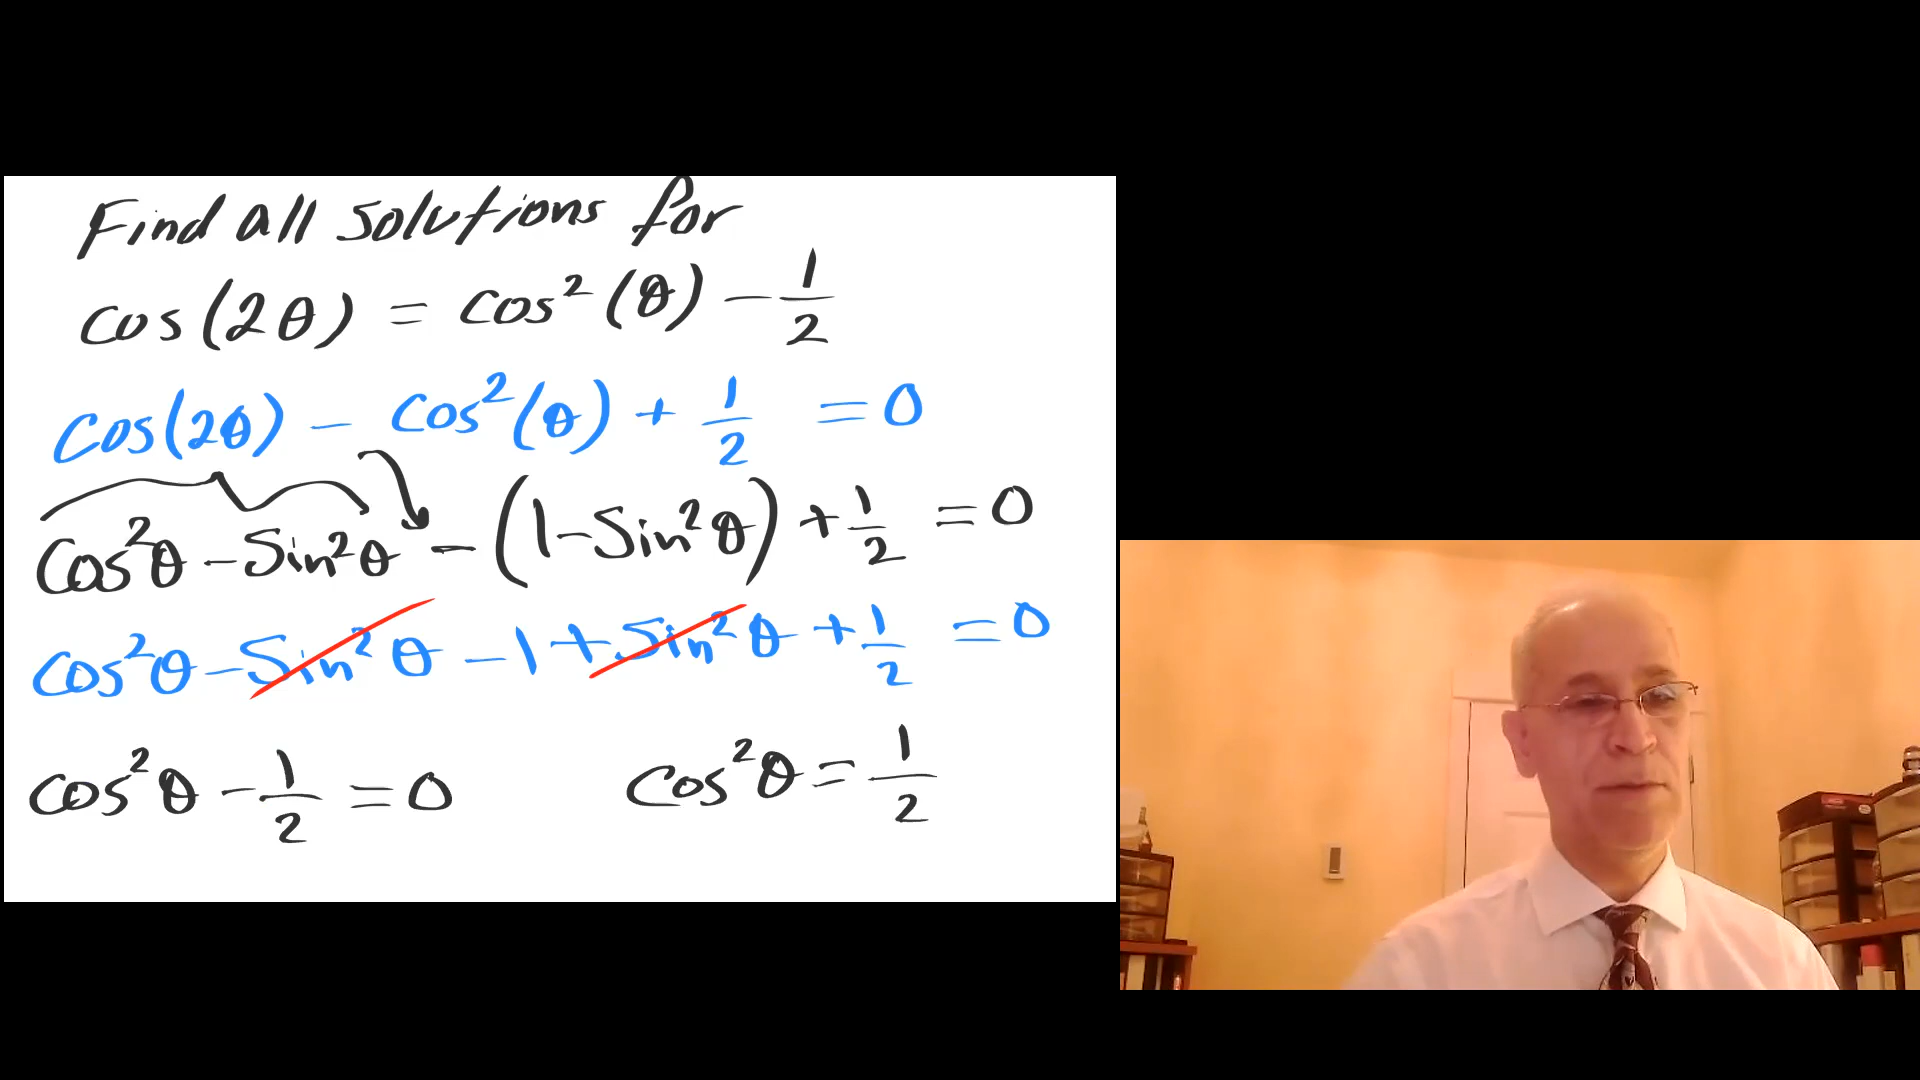 Find all solutions for
cos(2θ) = cos²(θ) - 1/2
cos(2θ) - cos²(θ) + 1/2 = 0
cos²θ - Sin²θ - (1 - Sin²θ) + 1/2 = 0
cos²θ - Sin²θ - 1 + Sin²θ + 1/2 = 0
cos²θ - 1/2 = 0 cos²θ = 1/2